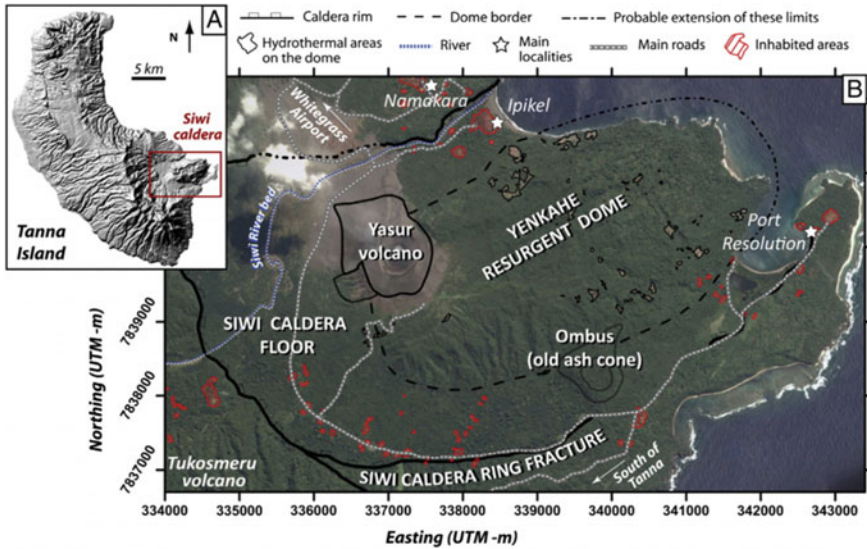 A
N
5 km
Siwi
caldera
Tanna
Island
Caldera rim
Dome border
Probable extension of these limits
Hydrothermal areas
on the dome
River
Main
localities
Main roads
Inhabited areas
B
Whitegrass
Airport
Namakara
Ipikel
Siwi River bed
Yasur
volcano
YENKAHE
RESURGENT DOME
Port
Resolution
SIWI CALDERA
FLOOR
Ombus
(old ash cone)
SIWI CALDERA RING FRACTURE
South of
Tanna
Tukosmeru
volcano
Northing (UTM -m)
7839000
7838000
7837000
334000
335000
336000
337000
338000
339000
340000
341000
342000
343000
Easting (UTM -m)